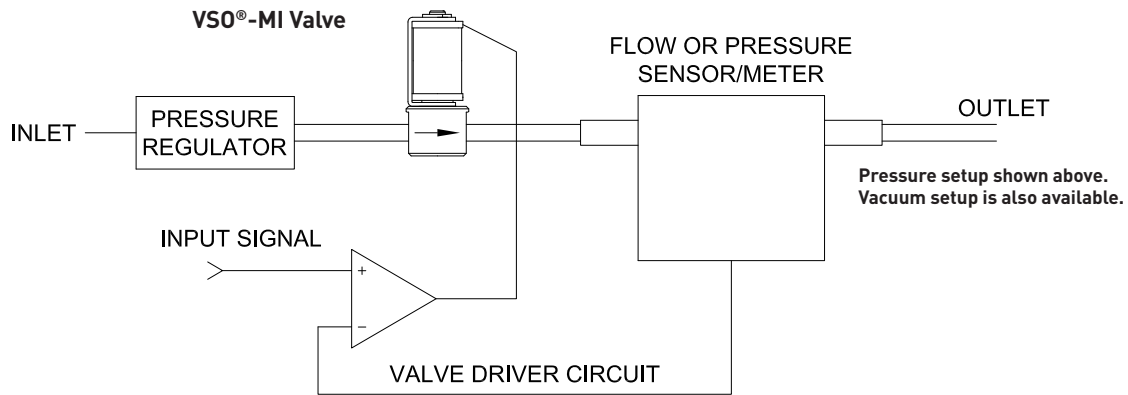 VSO®-MI Valve
FLOW OR PRESSURE
SENSOR/METER
OUTLET
INLET
PRESSURE
REGULATOR
Pressure setup shown above.
Vacuum setup is also available.
INPUT SIGNAL
+
−
VALVE DRIVER CIRCUIT